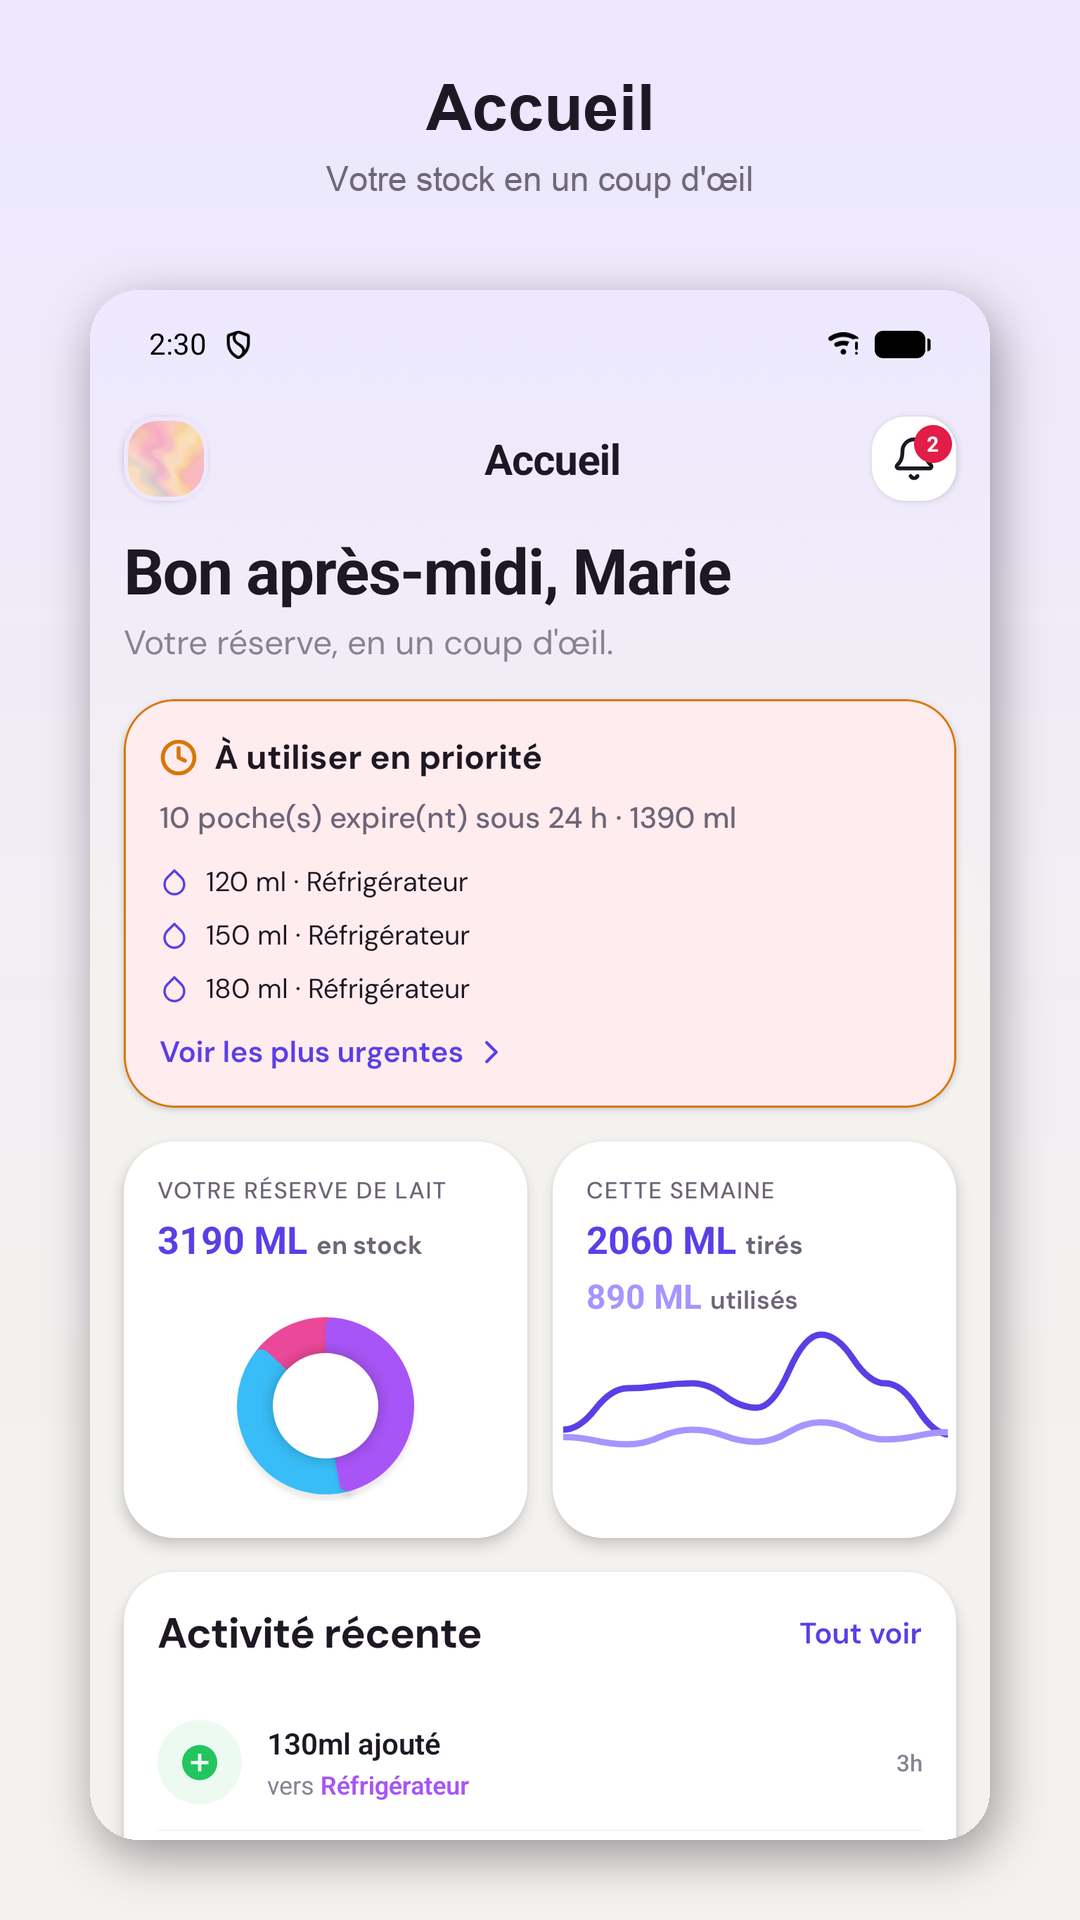 Accueil
Votre stock en un coup d'œil
2:30
Accueil
2
Bon après-midi, Marie
Votre réserve, en un coup d'œil.
À utiliser en priorité
10 poche(s) expire(nt) sous 24 h · 1390 ml
120 ml · Réfrigérateur
150 ml · Réfrigérateur
180 ml · Réfrigérateur
Voir les plus urgentes
VOTRE RÉSERVE DE LAIT
3190 ML en stock
CETTE SEMAINE
2060 ML tirés
890 ML utilisés
Activité récente
Tout voir
130ml ajouté
vers Réfrigérateur
3h